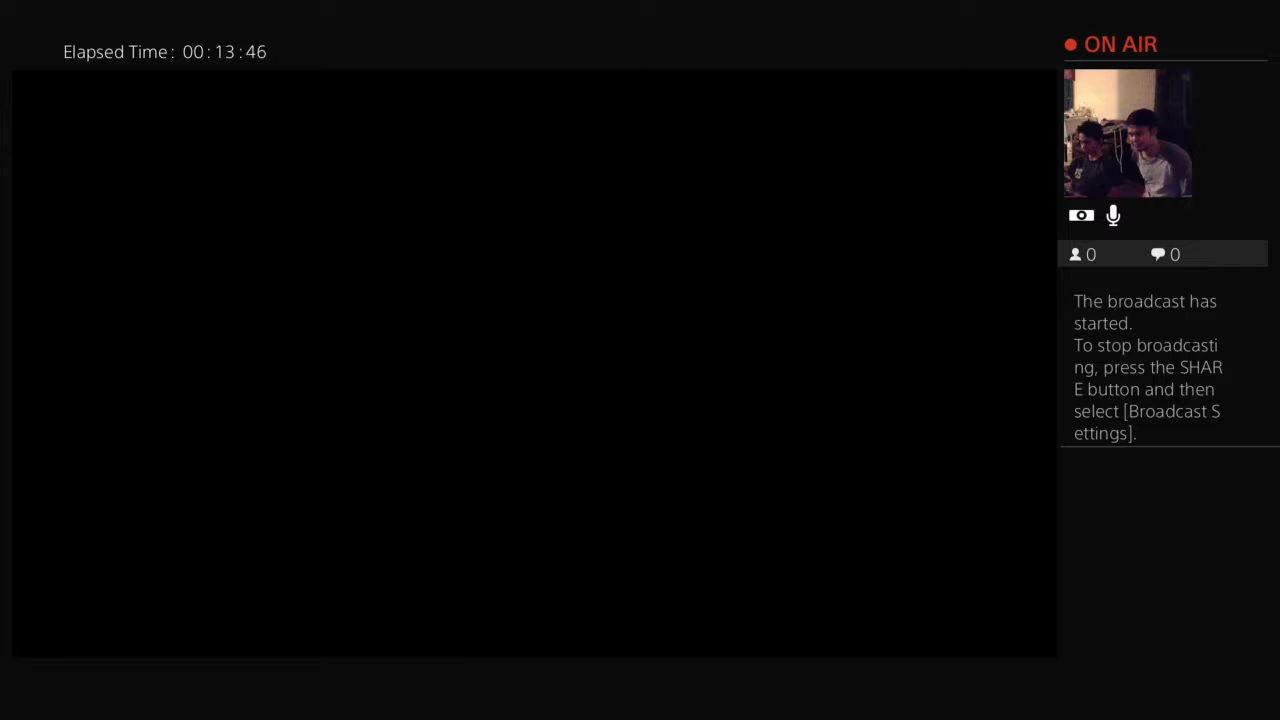 Elapsed Time: 00:13:46
ON AIR
0 0
The broadcast has
started.
To stop broadcasti
ng, press the SHAR
E button and then
select [Broadcast S
ettings].